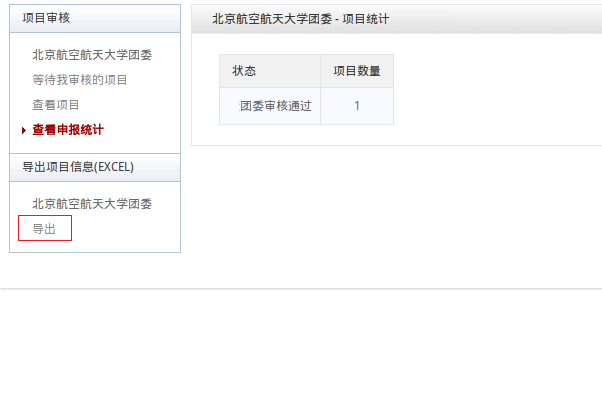 项目审核
北京航空航天大学团委
等待我审核的项目
查看项目
查看申报统计
导出项目信息(EXCEL)
北京航空航天大学团委
导出
北京航空航天大学团委 - 项目统计
状态 项目数量
团委审核通过 1